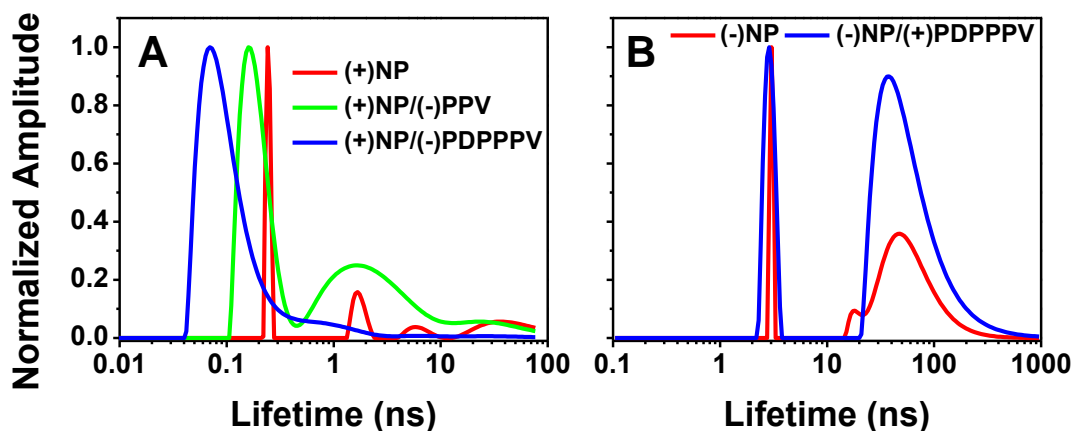 Normalized Amplitude
A
(+)NP
(+)NP/(-)PPV
(+)NP/(-)PDPPPV
1.0
0.8
0.6
0.4
0.2
0.0
0.01 0.1 1 10 100
Lifetime (ns)
B
(-)NP (-)NP/(+)PDPPPV
0.1 1 10 100 1000
Lifetime (ns)